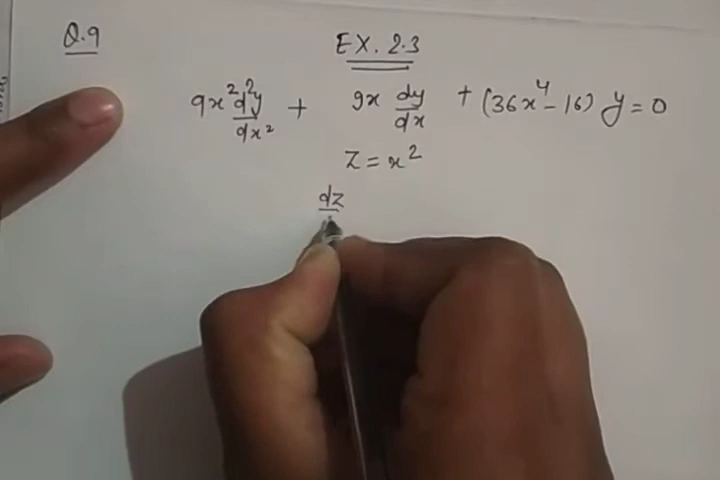 Q.9
EX. 2.3
9x² d²y/dx² + 9x dy/dx + (36x⁴ - 16) y = 0
z = x²
dz